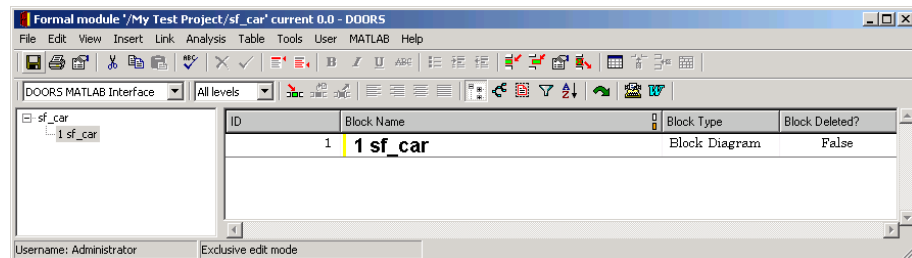 Formal module '/My Test Project/sf_car' current 0.0 - DOORS
File Edit View Insert Link Analysis Table Tools User MATLAB Help
B I U ABC
DOORS MATLAB Interface All levels
sf_car
1 sf_car
ID Block Name Block Type Block Deleted?
1 1 sf_car Block Diagram False
Username: Administrator Exclusive edit mode